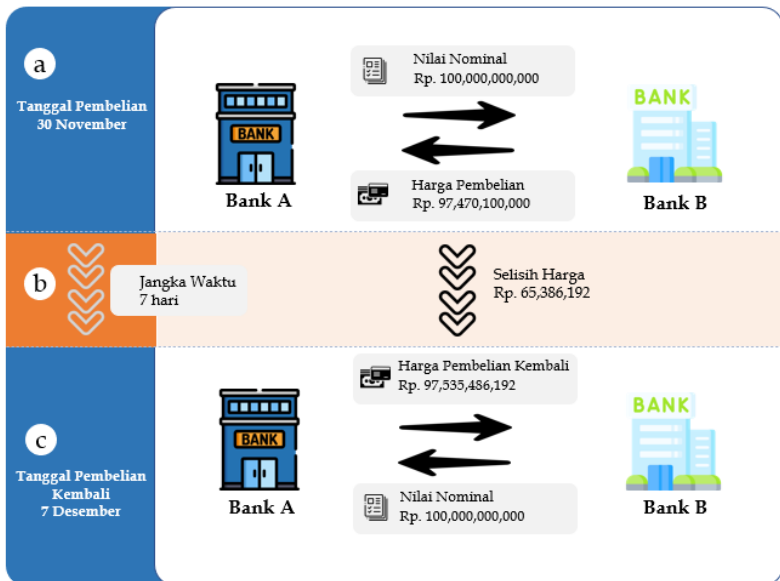 a
Tanggal Pembelian
30 November
BANK
Bank A
Nilai Nominal
Rp. 100,000,000,000
Harga Pembelian
Rp. 97,470,100,000
BANK
Bank B
b
Jangka Waktu
7 hari
Selisih Harga
Rp. 65,386,192
c
Tanggal Pembelian
Kembali
7 Desember
BANK
Bank A
Harga Pembelian Kembali
Rp. 97,535,486,192
Nilai Nominal
Rp. 100,000,000,000
BANK
Bank B